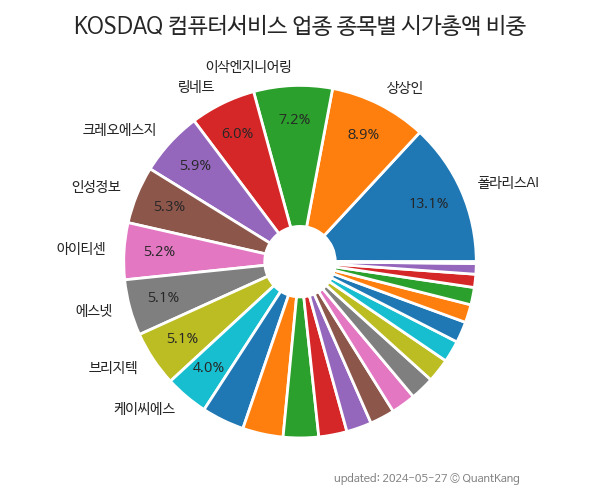 KOSDAQ 컴퓨터서비스 업종 종목별 시가총액 비중
이삭엔지니어링
링네트
상상인
크레오에스지
인성정보
폴라리스AI
아이티센
에스넷
브리지텍
케이씨에스
7.2%
6.0%
8.9%
5.9%
5.3%
13.1%
5.2%
5.1%
5.1%
4.0%
updated: 2024-05-27 © QuantKang